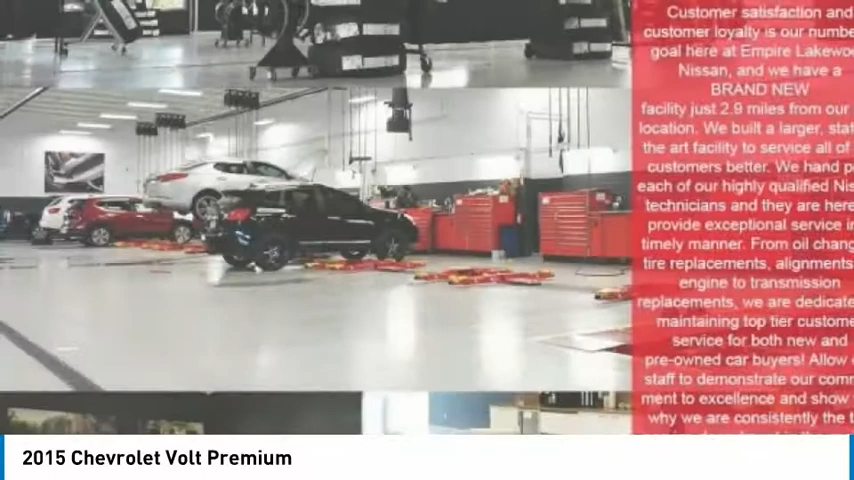 Customer satisfaction and
customer loyalty is our numbe
goal here at Empire Lakewoo
Nissan, and we have a
BRAND NEW
facility just 2.9 miles from our
location. We built a larger, stat
the art facility to service all of
customers better. We hand p
each of our highly qualified Nis
technicians and they are here
provide exceptional service in
timely manner. From oil chang
tire replacements, alignments
engine to transmission
replacements, we are dedicate
maintaining top tier custome
service for both new and
pre-owned car buyers! Allow
staff to demonstrate our comm
ment to excellence and show
why we are consistently the t
2015 Chevrolet Volt Premium